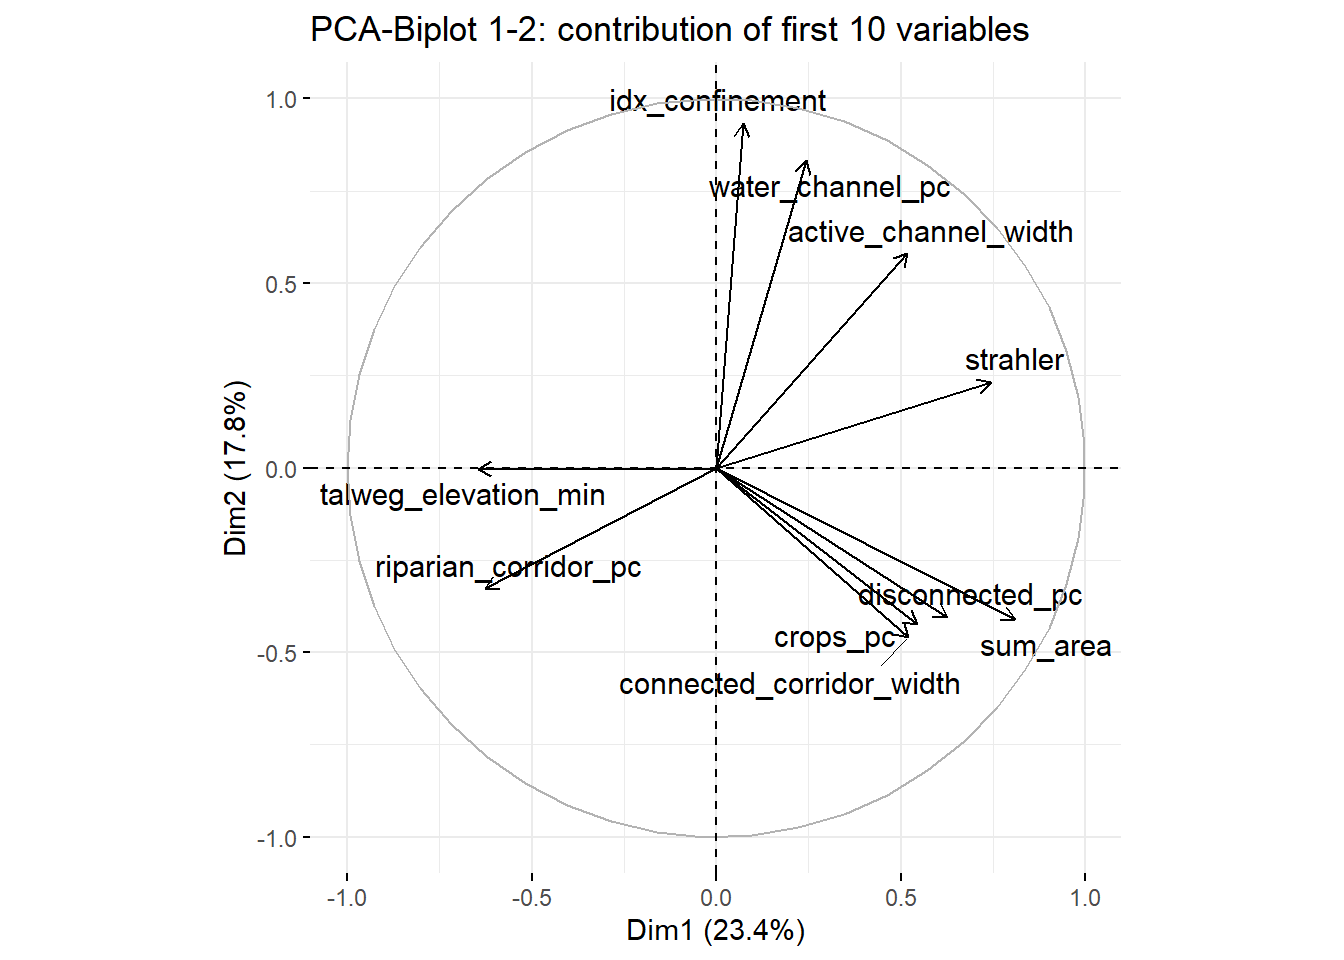 PCA-Biplot 1-2: contribution of first 10 variables
idx_confinement
water_channel_pc
active_channel_width
strahler
talweg_elevation_min
riparian_corridor_pc
disconnected_pc
crops_pc
sum_area
connected_corridor_width
1.0
0.5
0.0
-0.5
-1.0
Dim2 (17.8%)
-1.0 -0.5 0.0 0.5 1.0
Dim1 (23.4%)